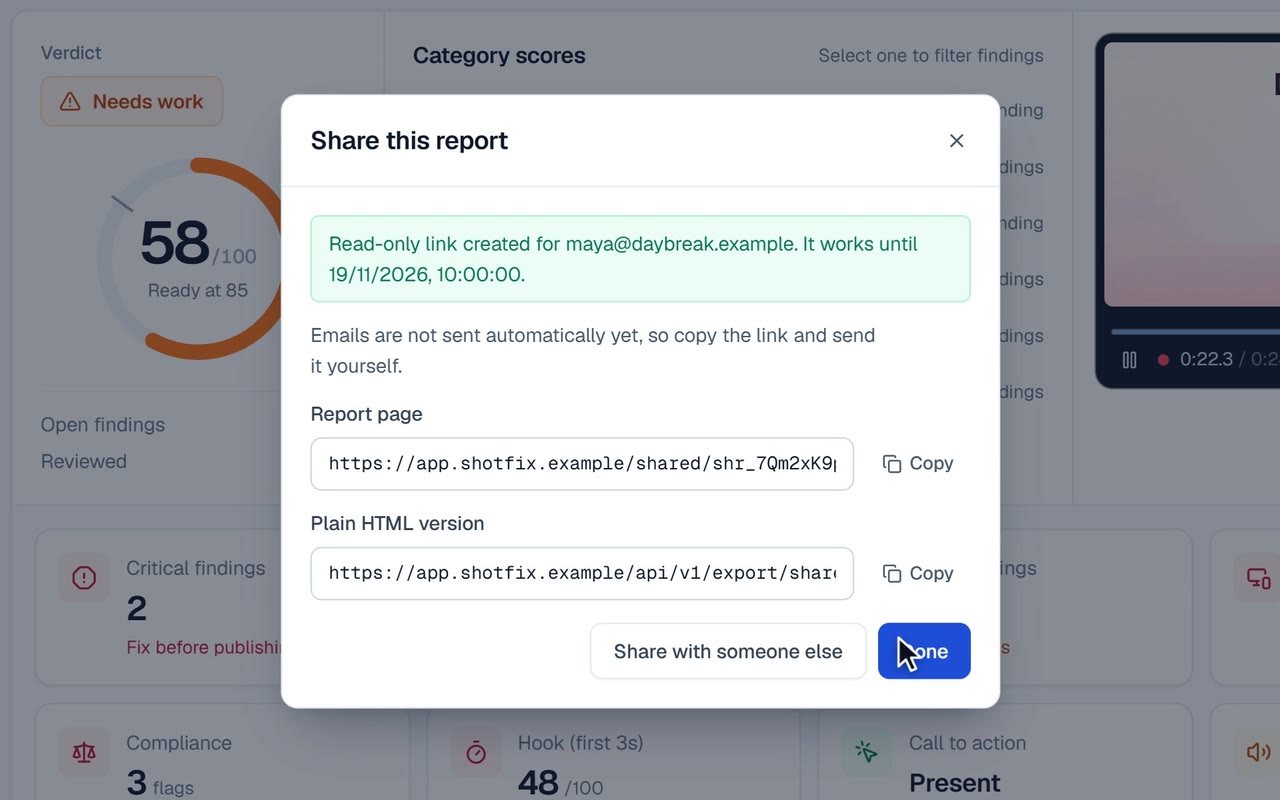 Verdict
Needs work
58/100
Ready at 85
Open findings
Reviewed
Category scores
Select one to filter findings
Share this report
Read-only link created for maya@daybreak.example. It works until
19/11/2026, 10:00:00.
Emails are not sent automatically yet, so copy the link and send
it yourself.
Report page
https://app.shotfix.example/shared/shr_7Qm2xK9
Copy
Plain HTML version
https://app.shotfix.example/api/v1/export/share
Copy
Share with someone else
0:22.3
Critical findings
2
Fix before
Compliance
3 flags
Hook (first 3s)
48 /100
Call to action
Present